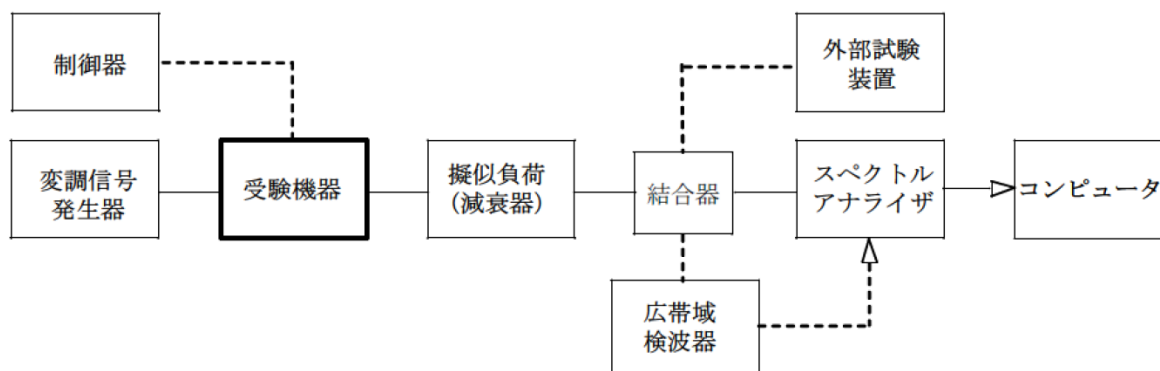 制御器
外部試験
装置
変調信号
発生器
受験機器
擬似負荷
(減衰器)
結合器
スペクトル
アナライザ
コンピュータ
広帯域
検波器